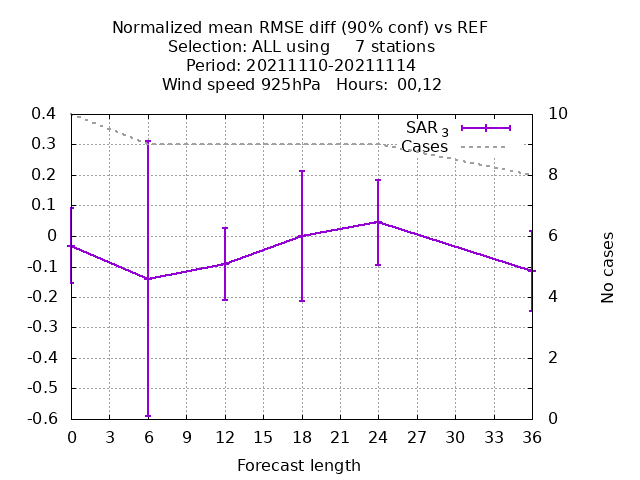 Normalized mean RMSE diff (90% conf) vs REF
Selection: ALL using     7 stations
Period: 20211110-20211114
Wind speed 925hPa   Hours:  00,12
0.4
0.3
0.2
0.1
0
-0.1
-0.2
-0.3
-0.4
-0.5
-0.6
SAR 3
Cases
10
8
6
4
2
0
No cases
0 3 6 9 12 15 18 21 24 27 30 33 36
Forecast length